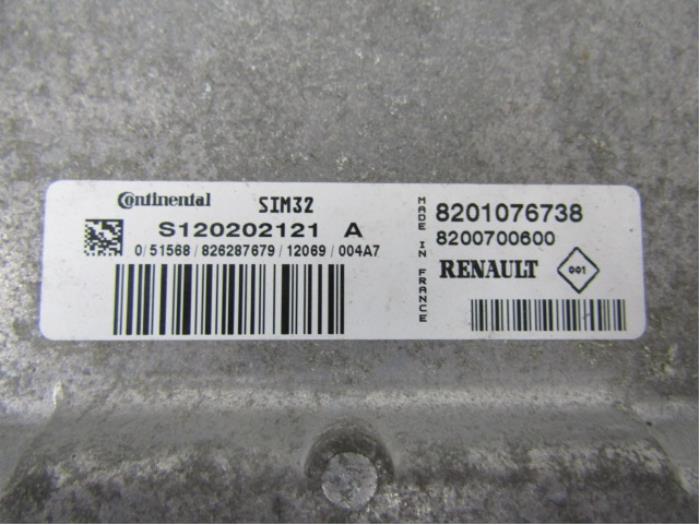 Continental SIM32
S120202121 A
0/51568/826287679/12069/004A7
MADE IN FRANCE
8201076738
8200700600
RENAULT 001